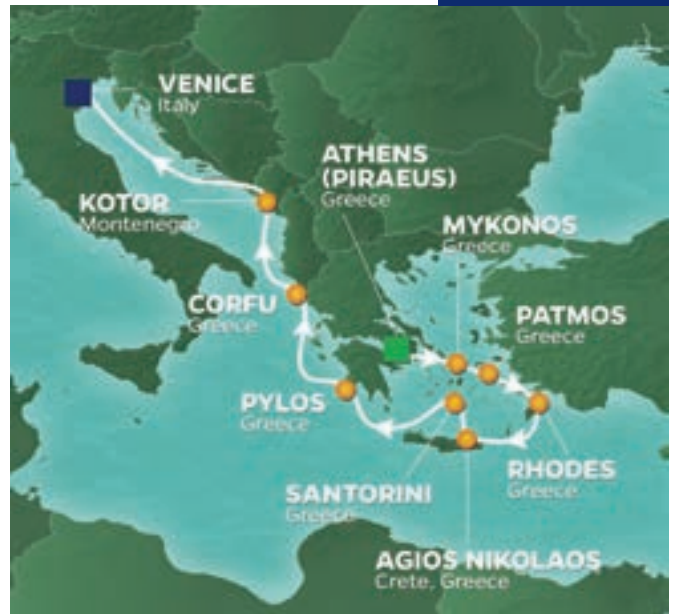 VENICE
Italy
ATHENS
(PIRAEUS)
Greece
KOTOR
Montenegro
MYKONOS
Greece
CORFU
Greece
PATMOS
Greece
PYLOS
Greece
RHODES
Greece
SANTORINI
Greece
AGIOS NIKOLAOS
Crete, Greece